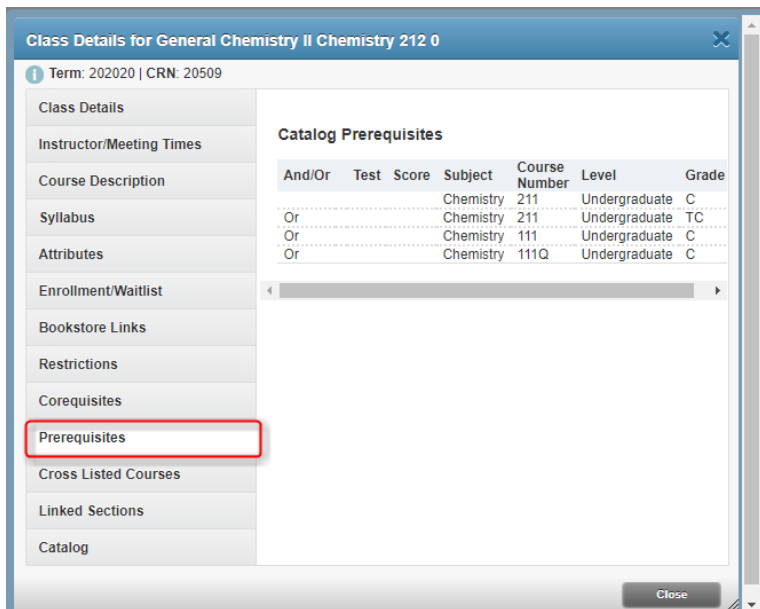 Class Details for General Chemistry II Chemistry 212 0
Term: 202020 | CRN: 20509
Class Details
Instructor/Meeting Times
Course Description
Syllabus
Attributes
Enrollment/Waitlist
Bookstore Links
Restrictions
Corequisites
Prerequisites
Cross Listed Courses
Linked Sections
Catalog
Catalog Prerequisites
And/Or Test Score Subject Course Number Level Grade
Chemistry 211 Undergraduate C
Or Chemistry 211 Undergraduate TC
Or Chemistry 111 Undergraduate C
Or Chemistry 111Q Undergraduate C
Close